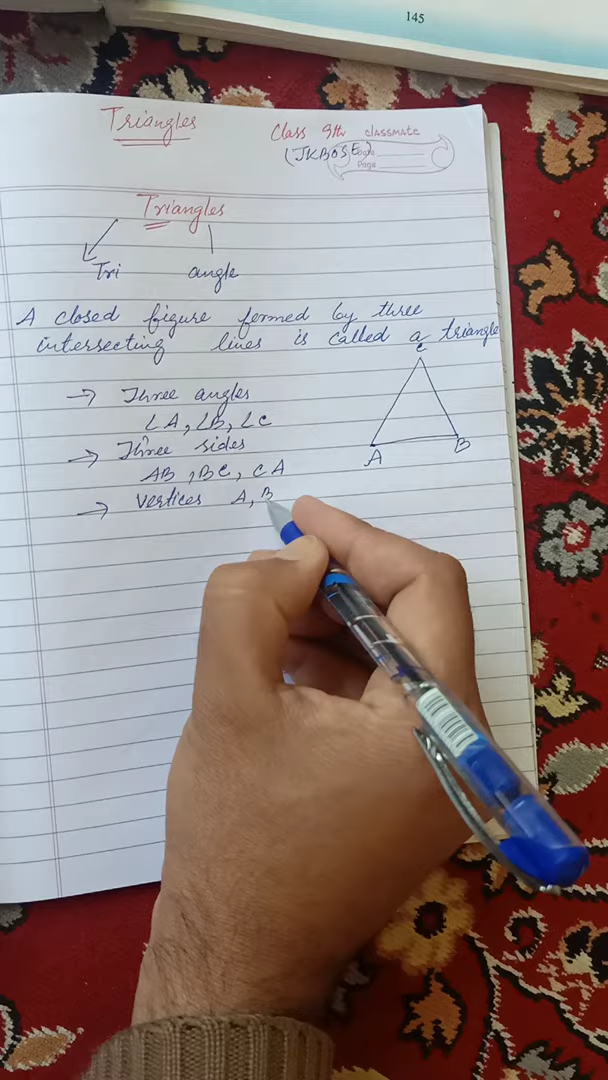 145
Triangles
Class 9th CLASSMATE
(JKBOSE)
Date
Page
Triangles
Tri angle
A closed figure formed by three
intersecting lines is called a triangle
→ Three angles
∠A, ∠B, ∠C
→ Three sides
AB, BC, CA
→ Vertices A, B
C
A
B